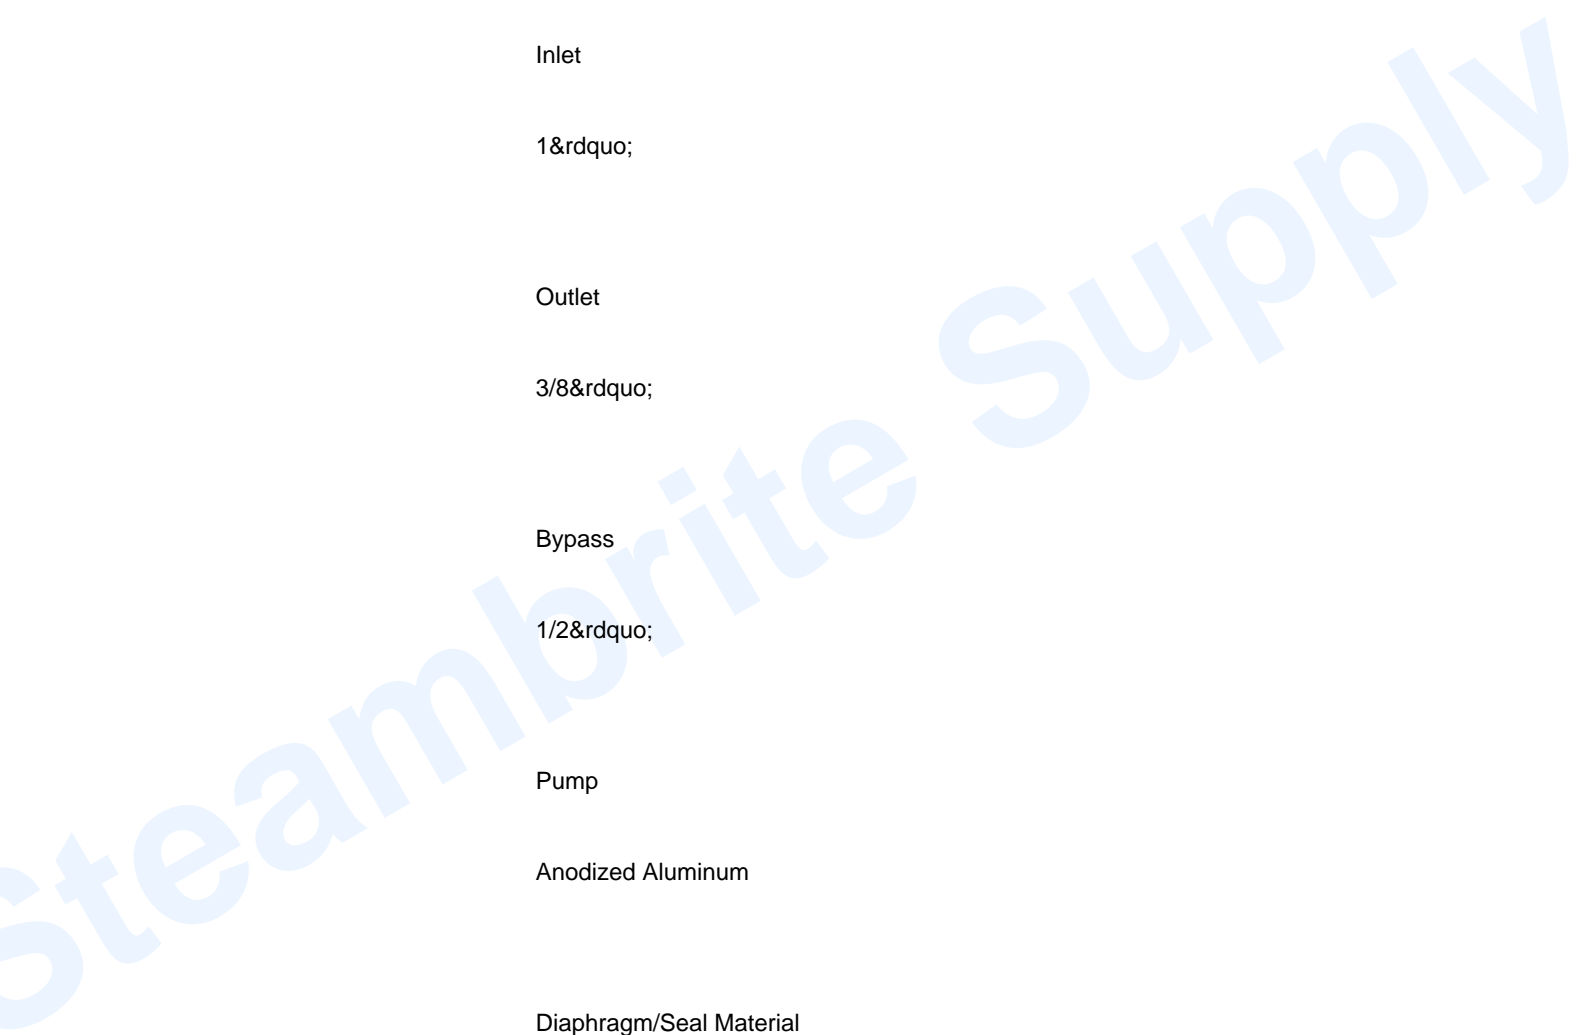 Inlet
1&rdquo;
Outlet
3/8&rdquo;
Bypass
1/2&rdquo;
Pump
Anodized Aluminum
Diaphragm/Seal Material
Steambrite Supply